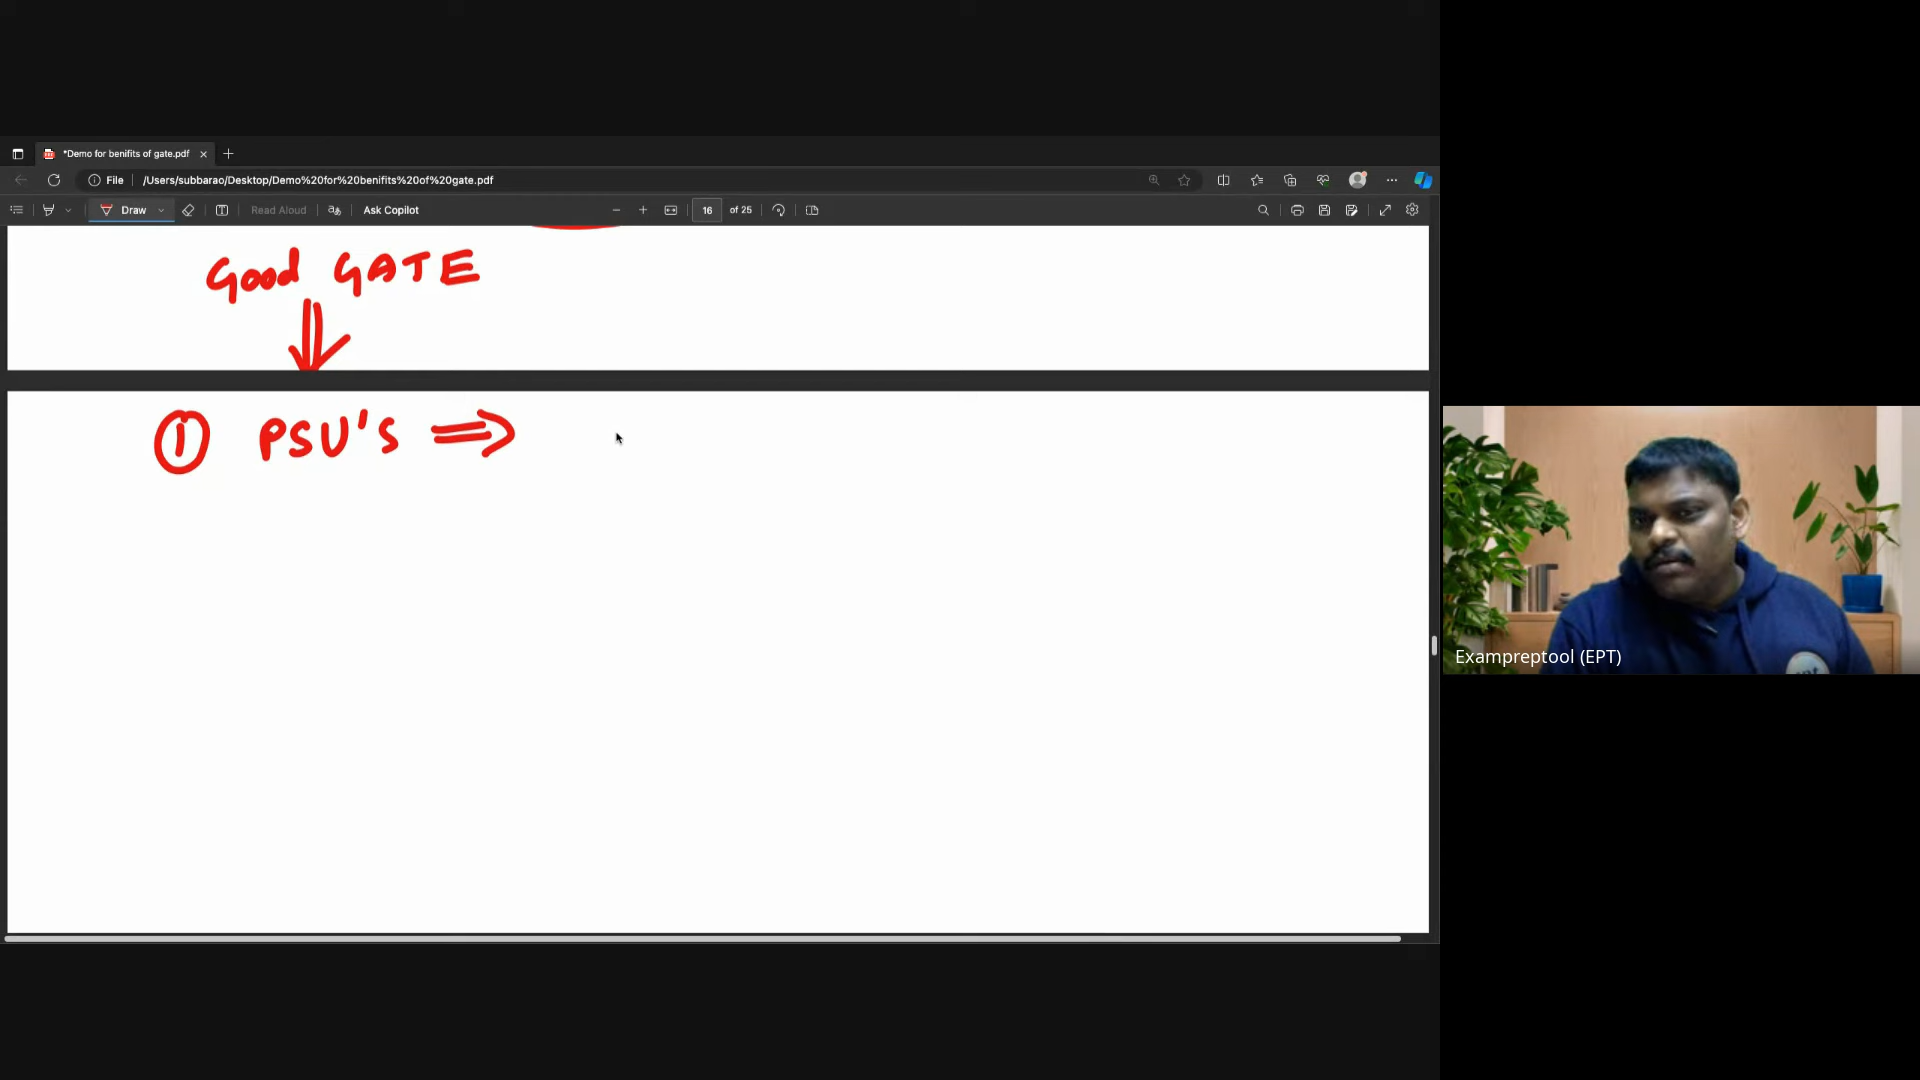 *Demo for benifits of gate.pdf
File /Users/subbarao/Desktop/Demo%20for%20benifits%20of%20gate.pdf
Draw Read Aloud Ask Copilot 16 of 25
Good GATE
1 PSU'S ⇒
Exampreptool (EPT)